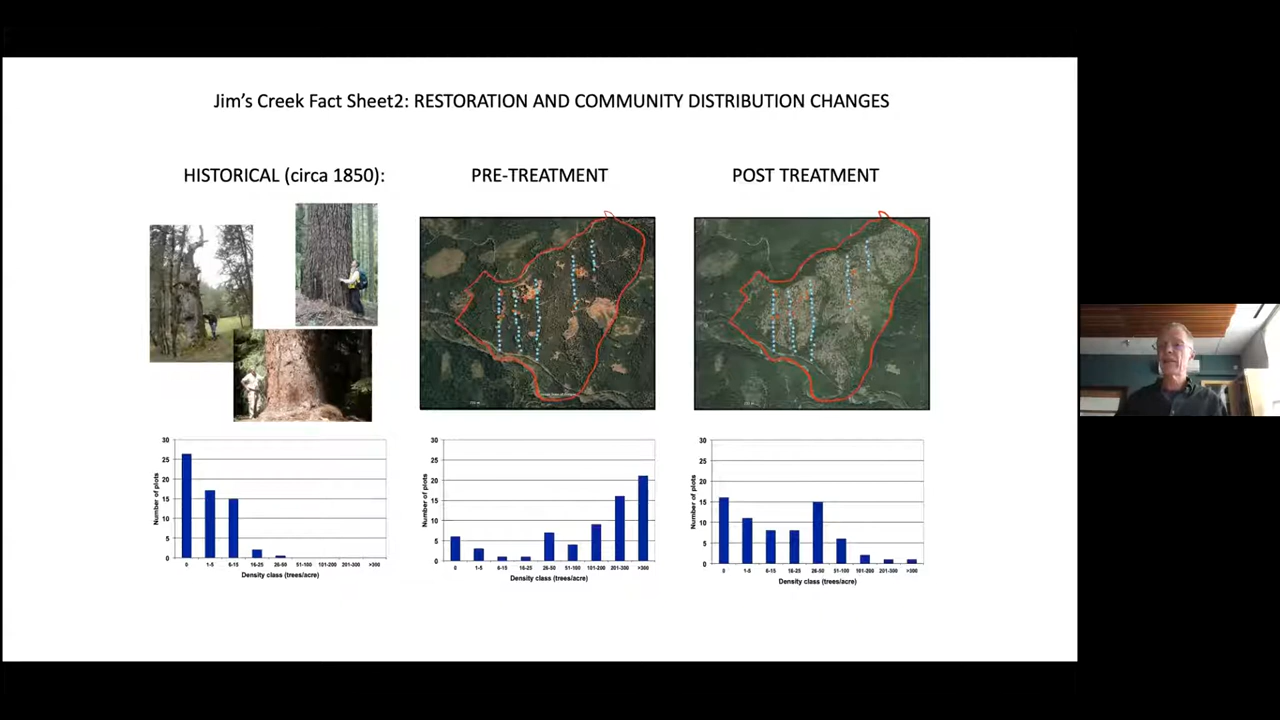 Jim's Creek Fact Sheet2: RESTORATION AND COMMUNITY DISTRIBUTION CHANGES
HISTORICAL (circa 1850):
PRE-TREATMENT
POST TREATMENT
30
25
20
15
10
5
0
Number of plots
0 1-5 6-15 16-25 26-50 51-100 101-200 201-300 >300
Density class (trees/acre)
30
25
20
15
10
5
0
Number of plots
0 1-5 6-15 16-25 26-50 51-100 101-200 201-300 >300
Density class (trees/acre)
30
25
20
15
10
5
0
Number of plots
0 1-5 6-15 16-25 26-50 51-100 101-200 201-300 >300
Density class (trees/acre)